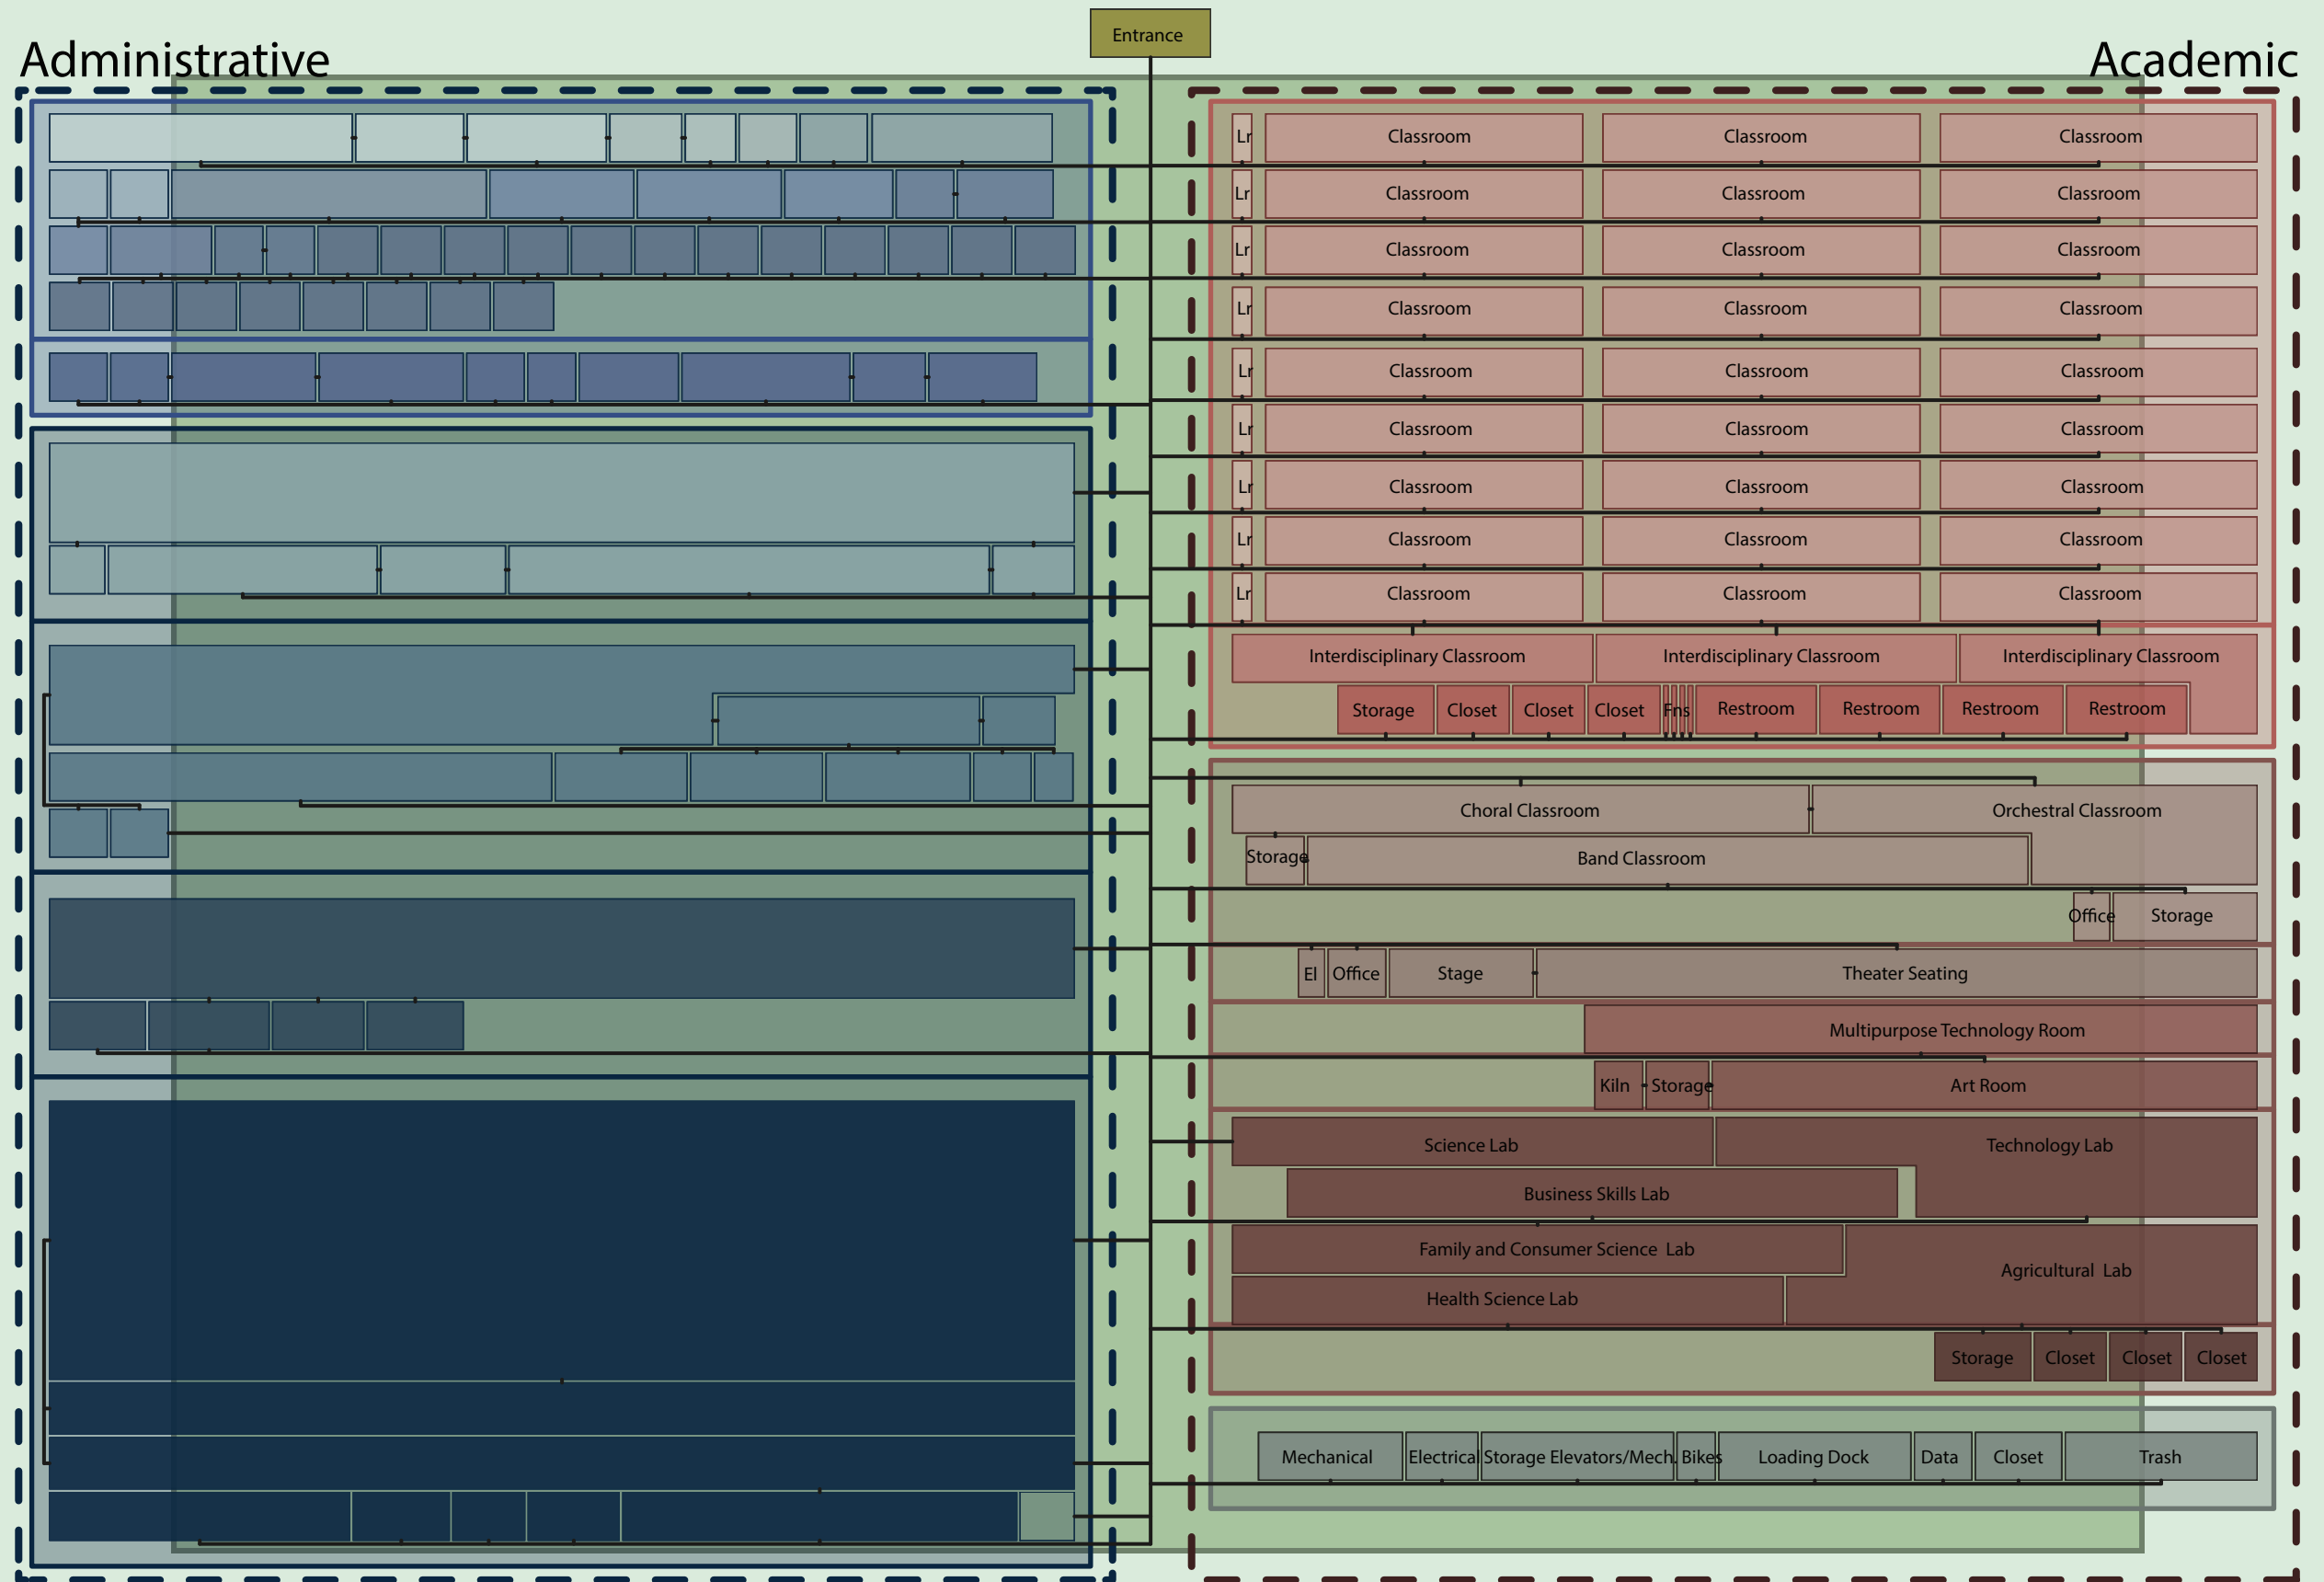 Entrance
Administrative
Academic
Lr Classroom Classroom Classroom
Lr Classroom Classroom Classroom
Lr Classroom Classroom Classroom
Lr Classroom Classroom Classroom
Lr Classroom Classroom Classroom
Lr Classroom Classroom Classroom
Lr Classroom Classroom Classroom
Lr Classroom Classroom Classroom
Lr Classroom Classroom Classroom
Interdisciplinary Classroom Interdisciplinary Classroom Interdisciplinary Classroom
Storage Closet Closet Closet Fns Restroom Restroom Restroom Restroom
Choral Classroom Orchestral Classroom
Storage Band Classroom
Office Storage
El Office Stage Theater Seating
Multipurpose Technology Room
Kiln Storage Art Room
Science Lab Technology Lab
Business Skills Lab
Family and Consumer Science Lab
Agricultural Lab
Health Science Lab
Storage Closet Closet Closet
Mechanical Electrical Storage Elevators/Mech. Bikes Loading Dock Data Closet Trash